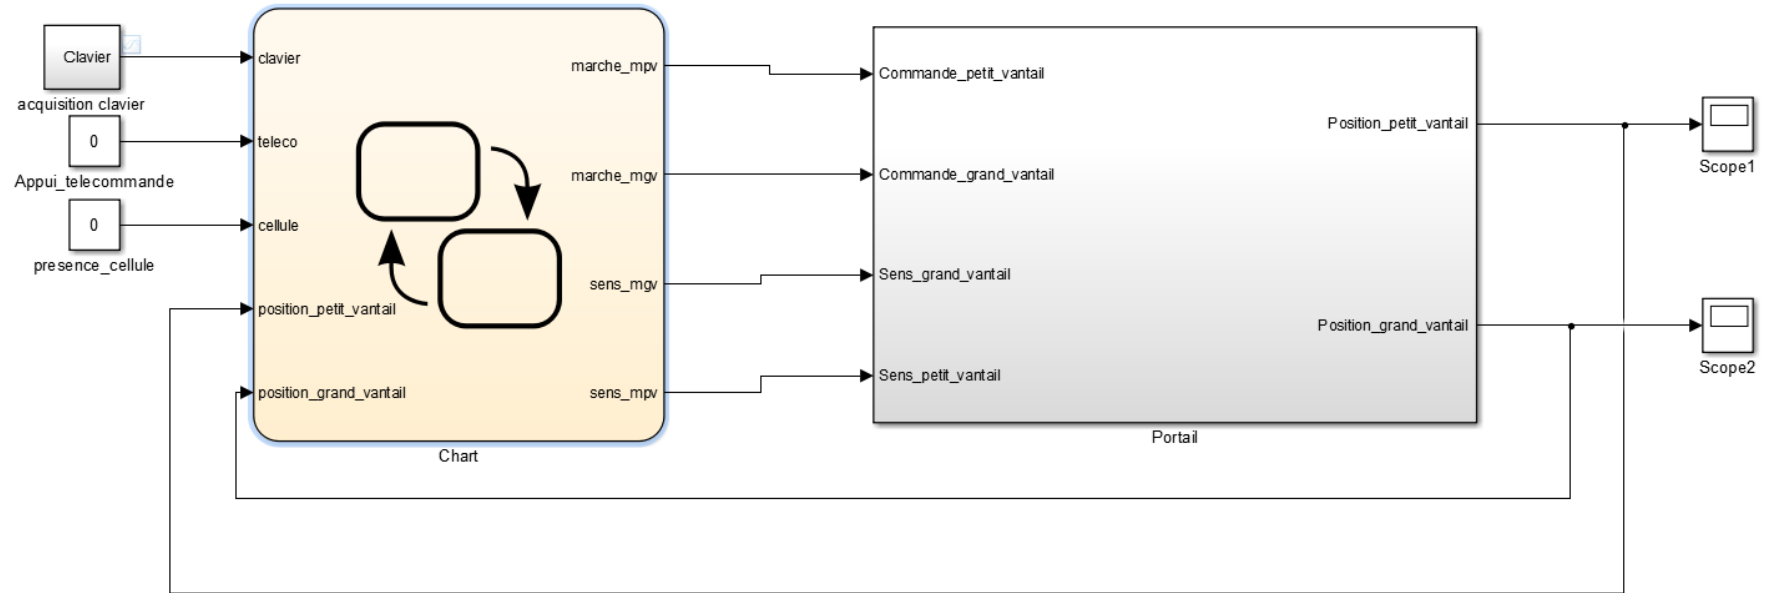 Clavier
acquisition clavier
0
Appui_telecommande
0
presence_cellule
clavier
teleco
cellule
position_petit_vantail
position_grand_vantail
marche_mpv
marche_mgv
sens_mgv
sens_mpv
Chart
Commande_petit_vantail
Commande_grand_vantail
Sens_grand_vantail
Sens_petit_vantail
Position_petit_vantail
Position_grand_vantail
Portail
Scope1
Scope2